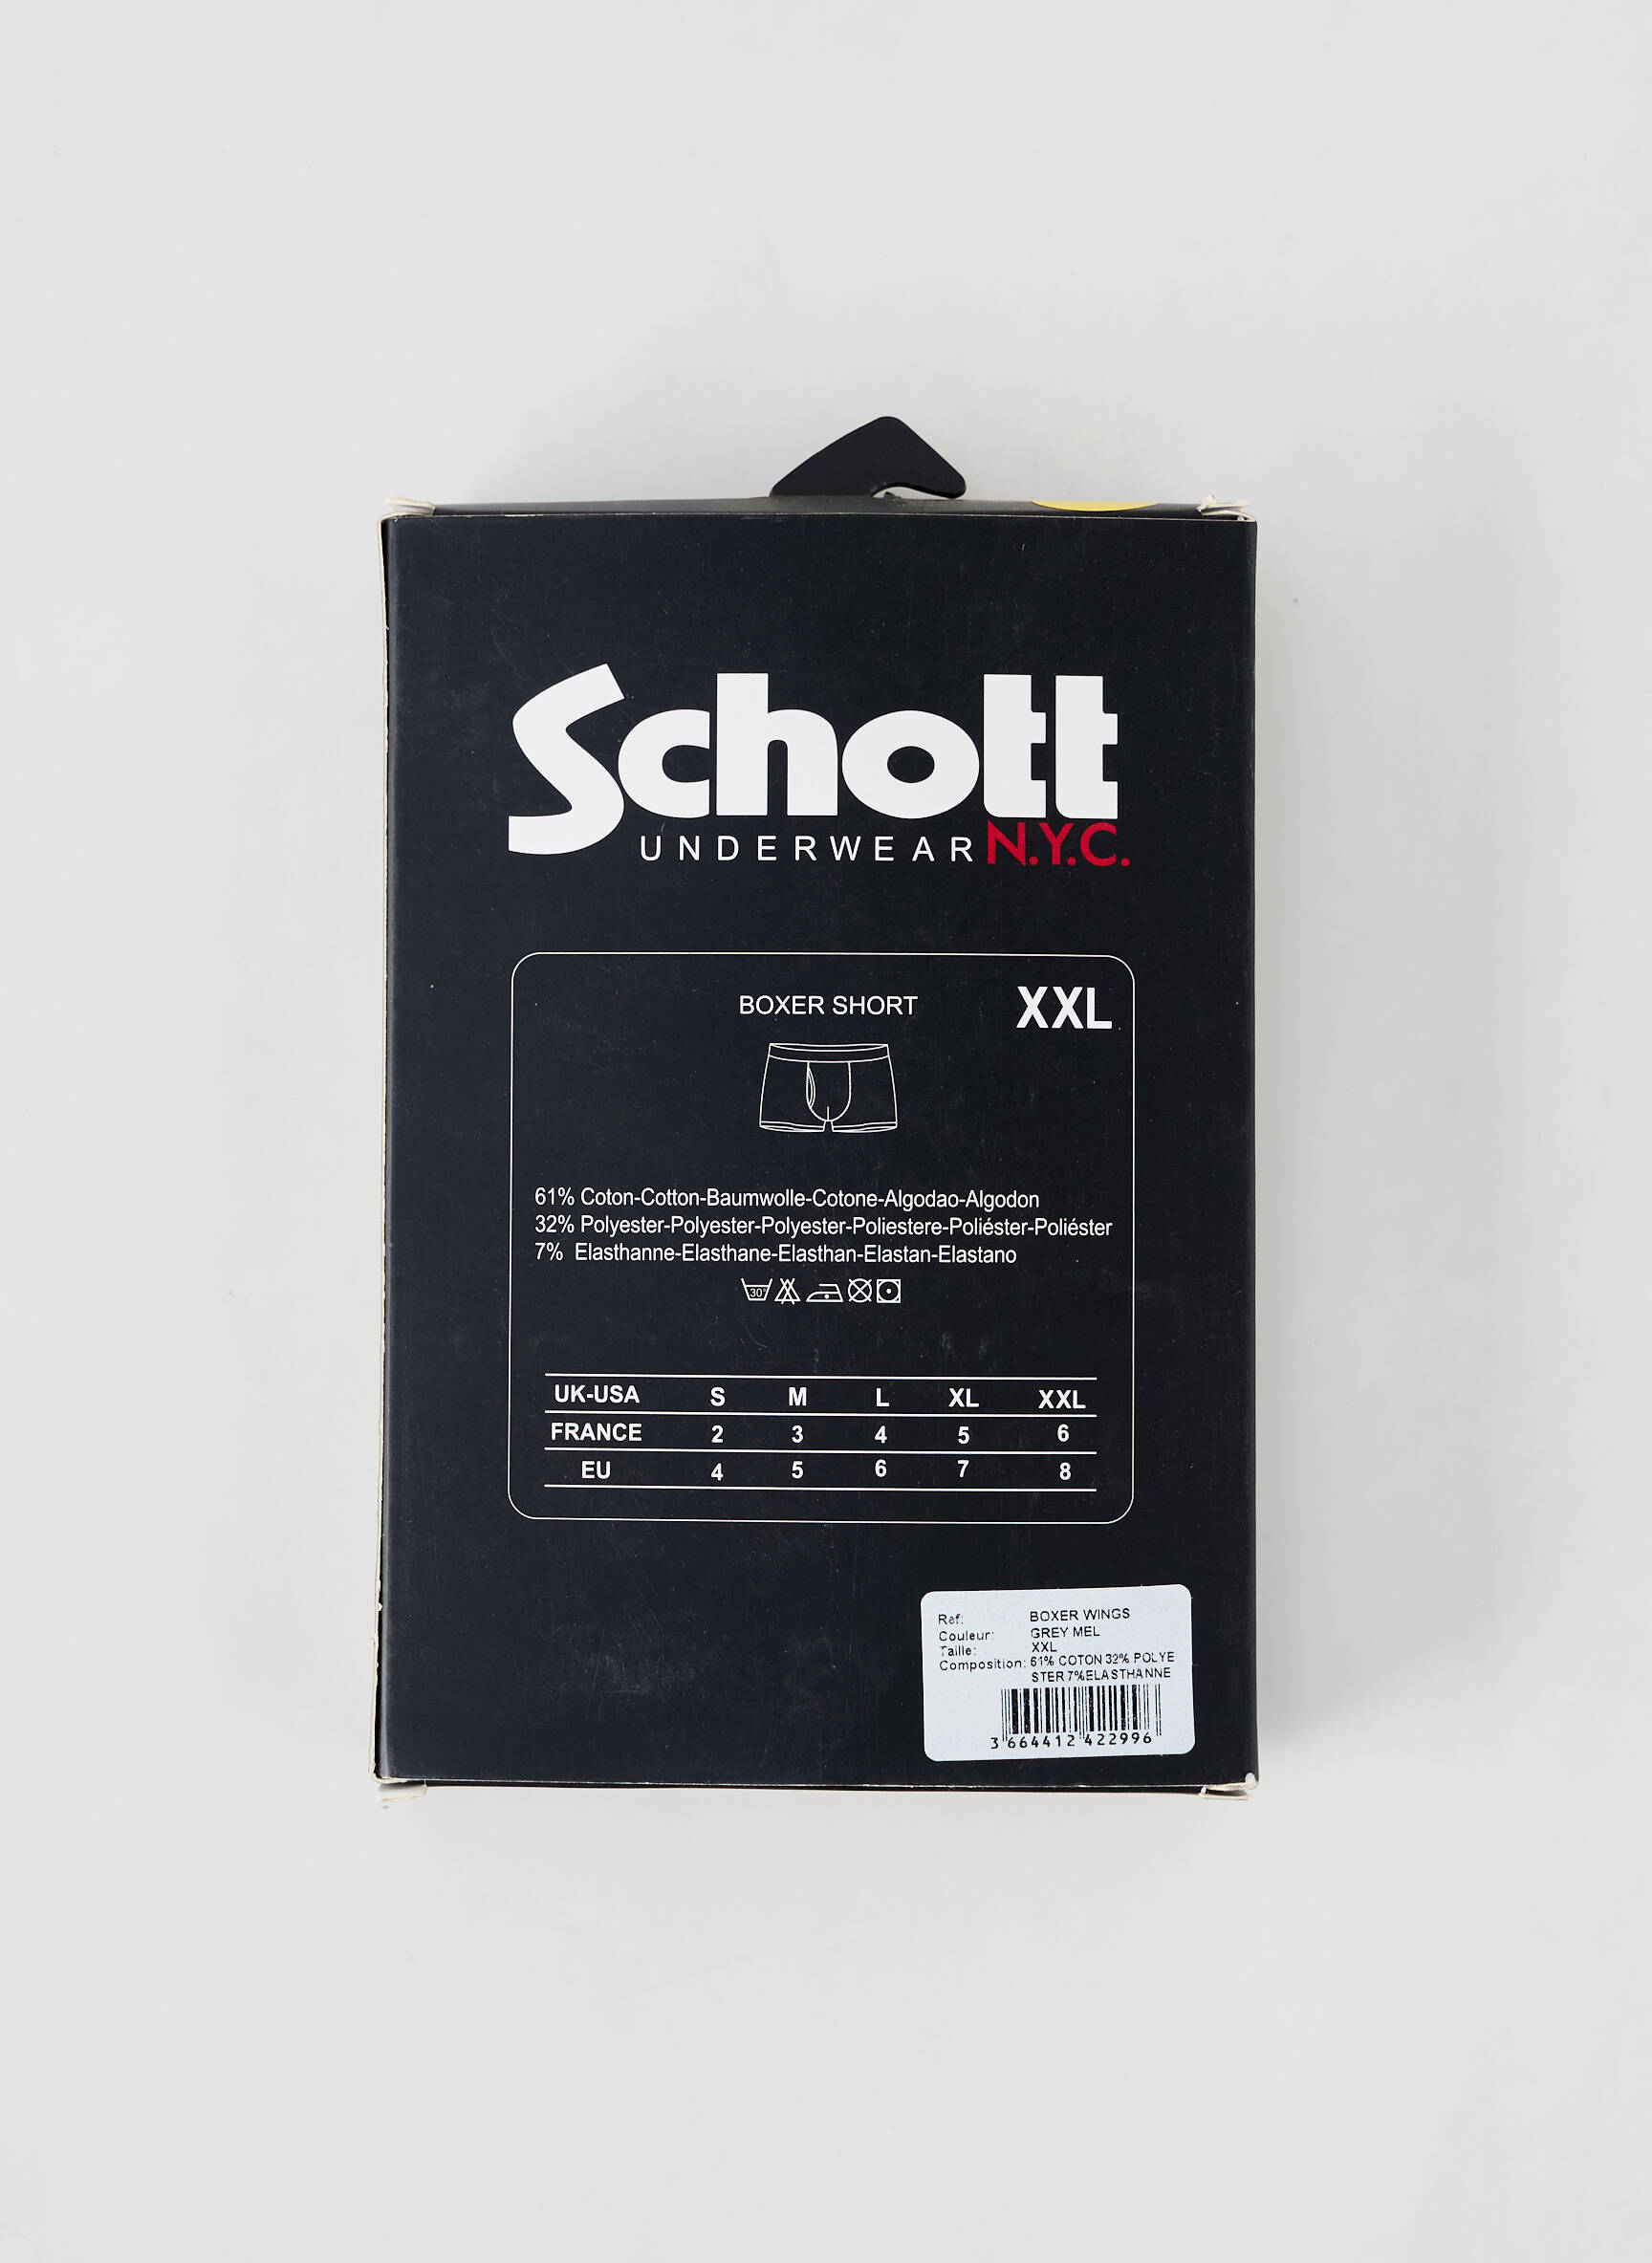 Schott
UNDERWEAR N.Y.C.
BOXER SHORT XXL
61% Coton-Cotton-Baumwolle-Cotone-Algodao-Algodon
32% Polyester-Polyester-Polyester-Poliestere-Poliéster-Poliéster
7% Elasthanne-Elasthane-Elasthan-Elastan-Elastano
30°
UK-USA S M L XL XXL
FRANCE 2 3 4 5 6
EU 4 5 6 7 8
Ref: BOXER WINGS
Couleur: GREY MEL
Taille: XXL
Composition: 61% COTON 32% POLYE
STER 7%ELASTHANNE
3 664412 422996